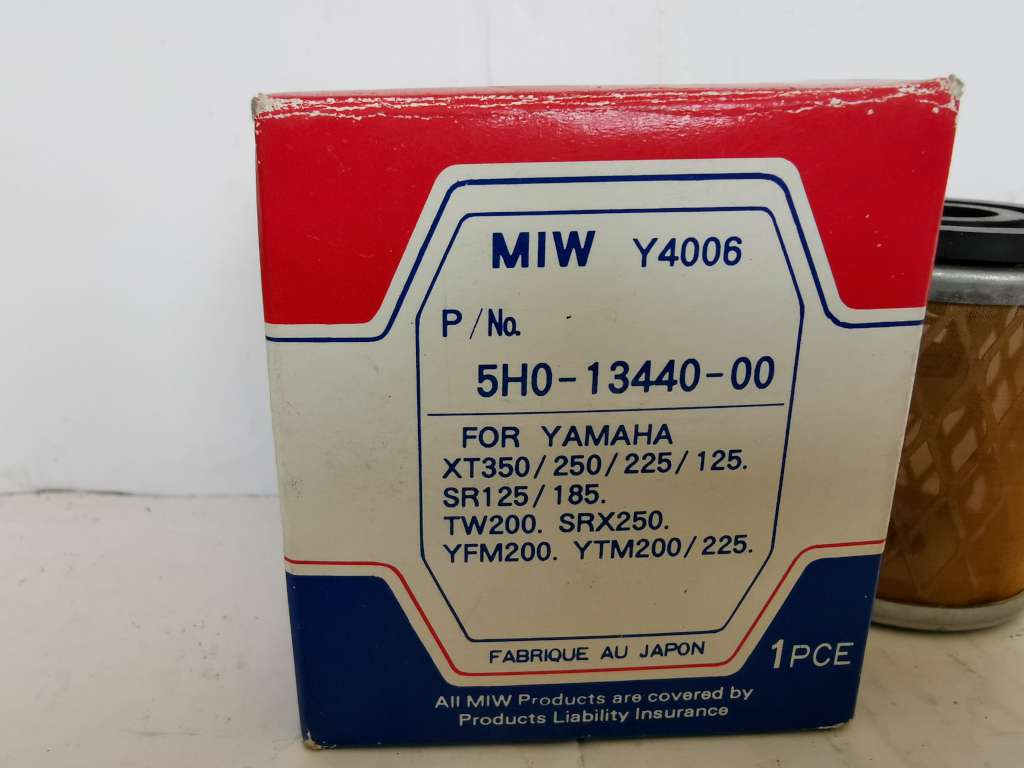 MIW Y4006
P/No.
5H0-13440-00
FOR YAMAHA
XT350/250/225/125.
SR125/185.
TW200. SRX250.
YFM200. YTM200/225.
FABRIQUE AU JAPON
1PCE
All MIW Products are covered by
Products Liability Insurance